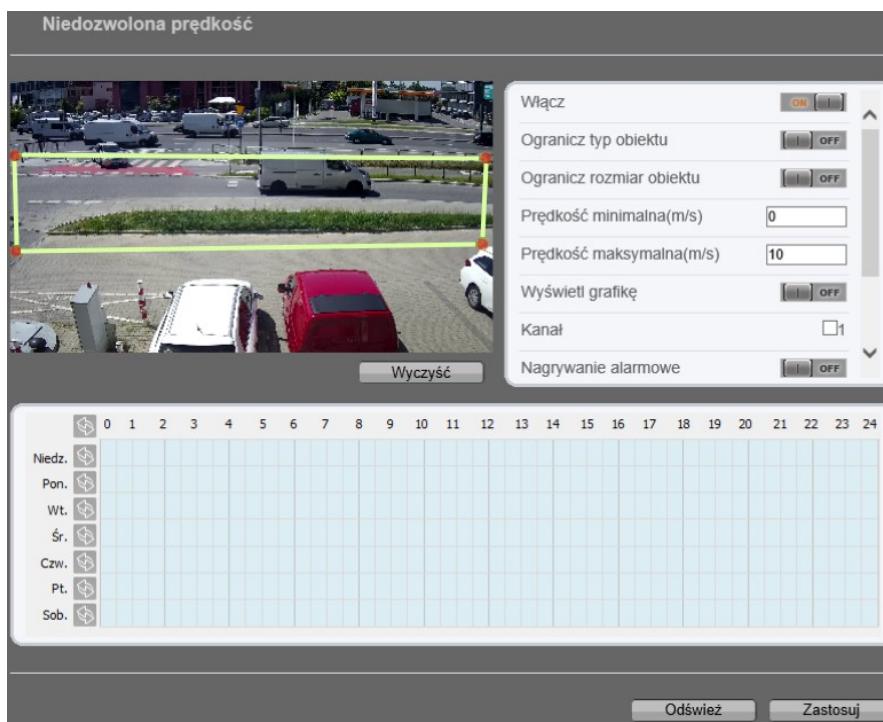 Niedozwolona prędkość
Włącz ON
Ogranicz typ obiektu OFF
Ogranicz rozmiar obiektu OFF
Prędkość minimalna(m/s) 0
Prędkość maksymalna(m/s) 10
Wyświetl grafikę OFF
Kanał 1
Nagrywanie alarmowe OFF
Wyczyść
0 1 2 3 4 5 6 7 8 9 10 11 12 13 14 15 16 17 18 19 20 21 22 23 24
Niedz.
Pon.
Wt.
Śr.
Czw.
Pt.
Sob.
Odśwież Zastosuj